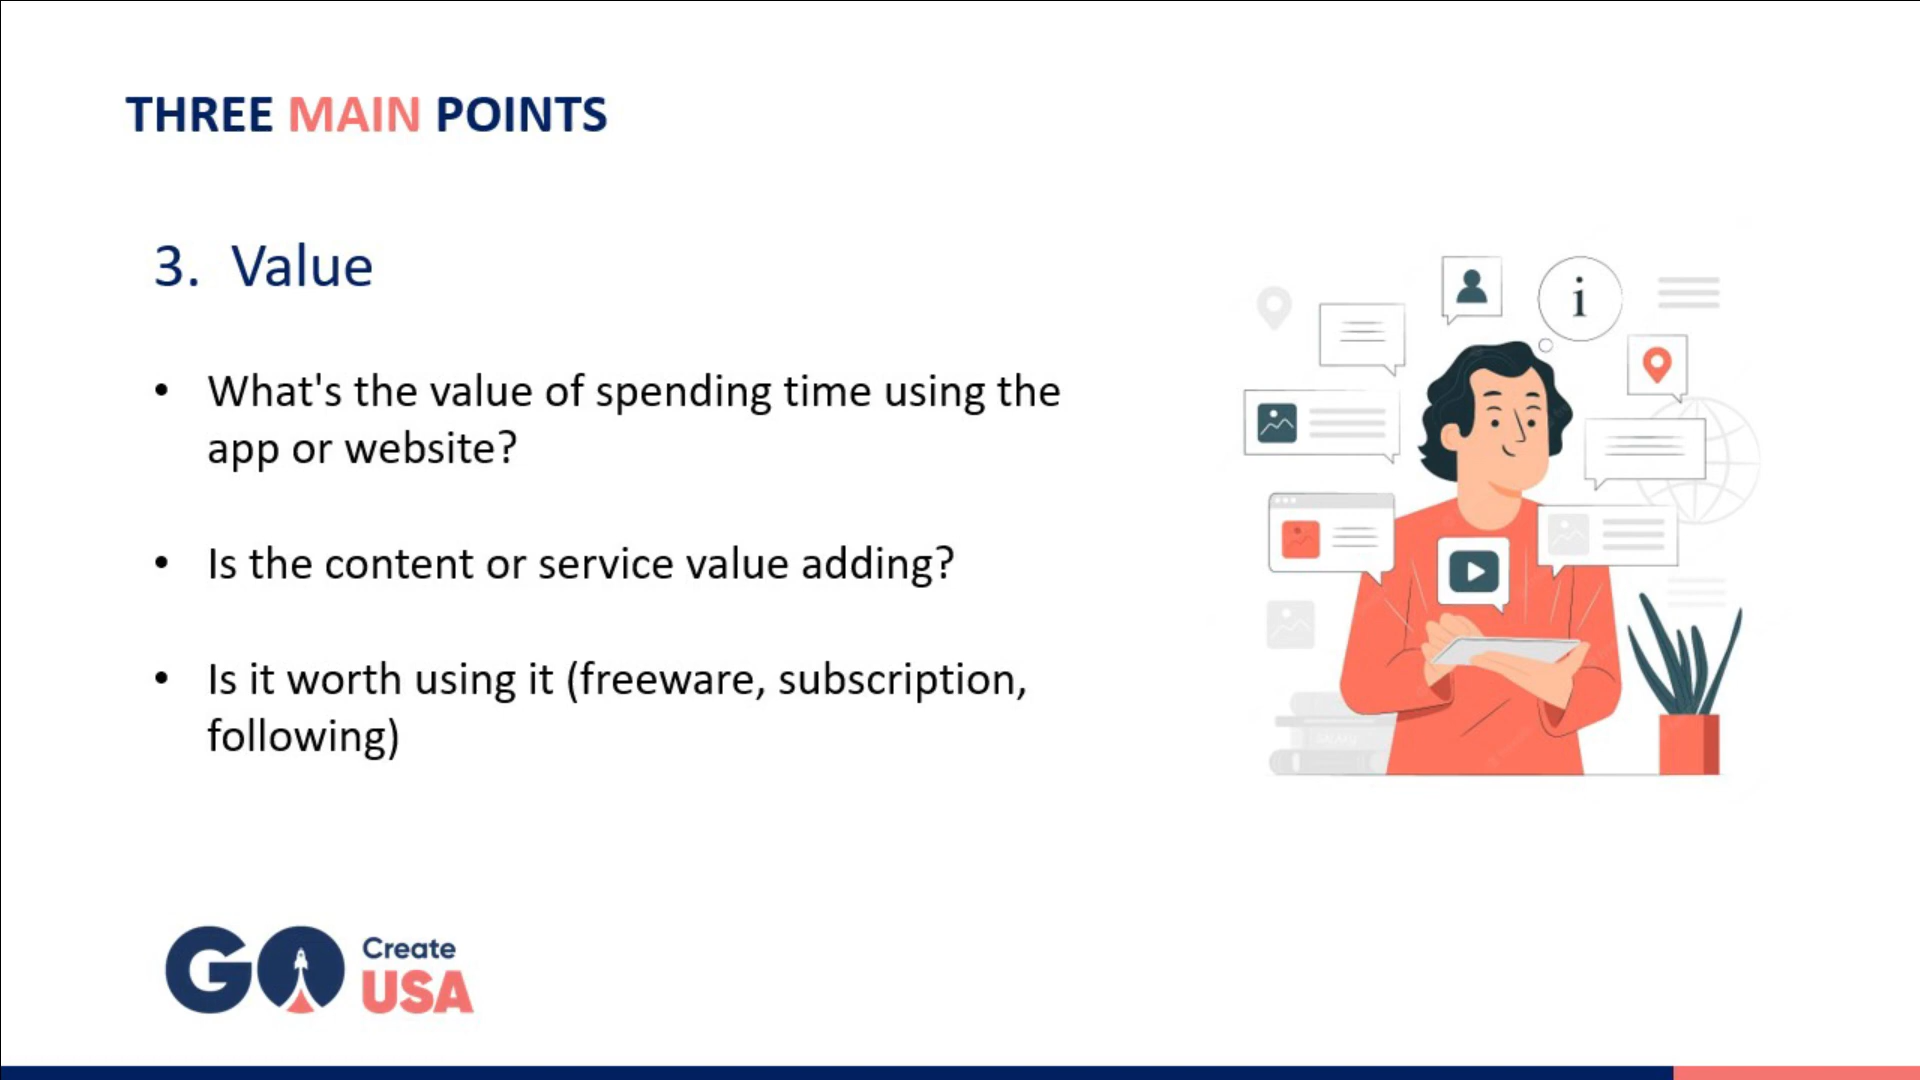 THREE MAIN POINTS
3. Value
• What's the value of spending time using the
app or website?
• Is the content or service value adding?
• Is it worth using it (freeware, subscription,
following)
i
GO Create
USA